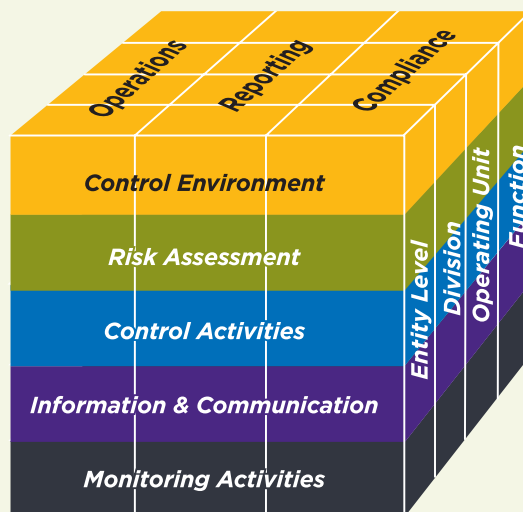 Operations
Reporting
Compliance
Control Environment
Risk Assessment
Control Activities
Information & Communication
Monitoring Activities
Entity Level
Division
Operating Unit
Function